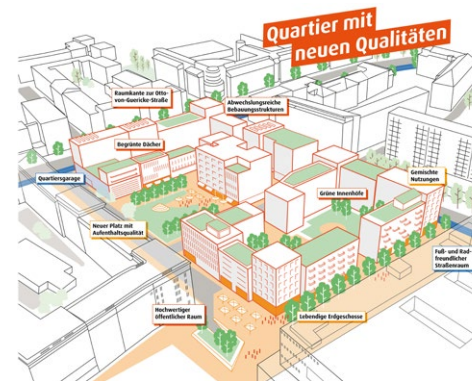 Quartier mit
neuen Qualitäten
Raumkante zur Otto-
von-Guericke-Straße
Abwechslungsreiche
Bebauungsstrukturen
Begrünte Dächer
Quartiersgarage
Grüne Innenhöfe
Gemischte
Nutzungen
Neuer Platz mit
Aufenthaltsqualität
Fuß- und Rad-
freundlicher
Straßenraum
Hochwertiger
öffentlicher Raum
Lebendige Erdgeschosse